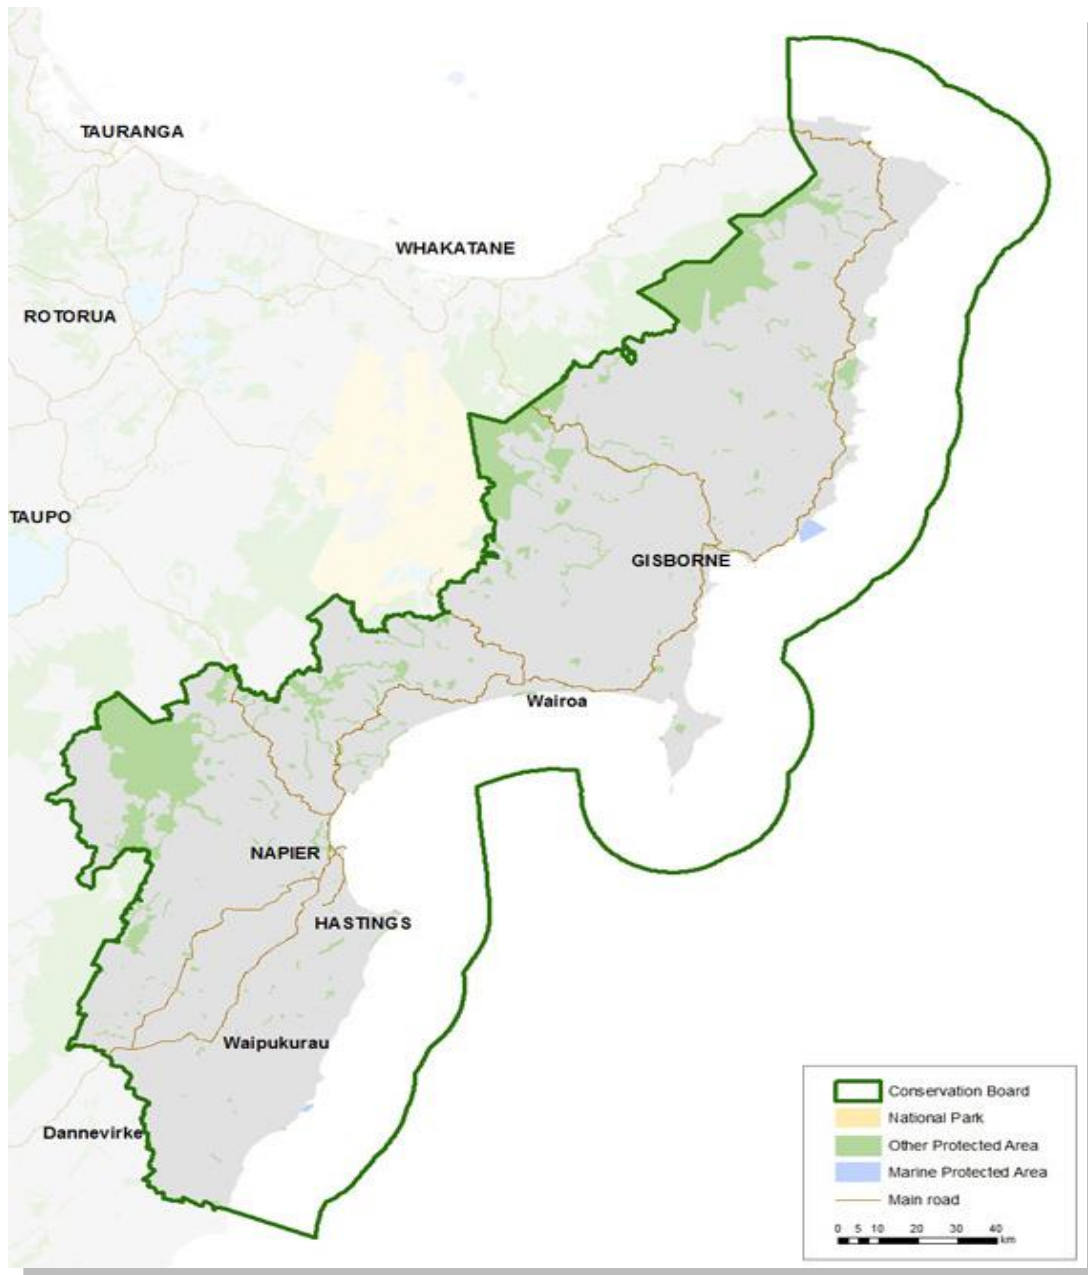 TAURANGA
WHAKATANE
ROTORUA
TAUPO
GISBORNE
Wairoa
NAPIER
HASTINGS
Waipukurau
Dannevirke
Conservation Board
National Park
Other Protected Area
Marine Protected Area
Main road
0 5 10 20 30 40
km